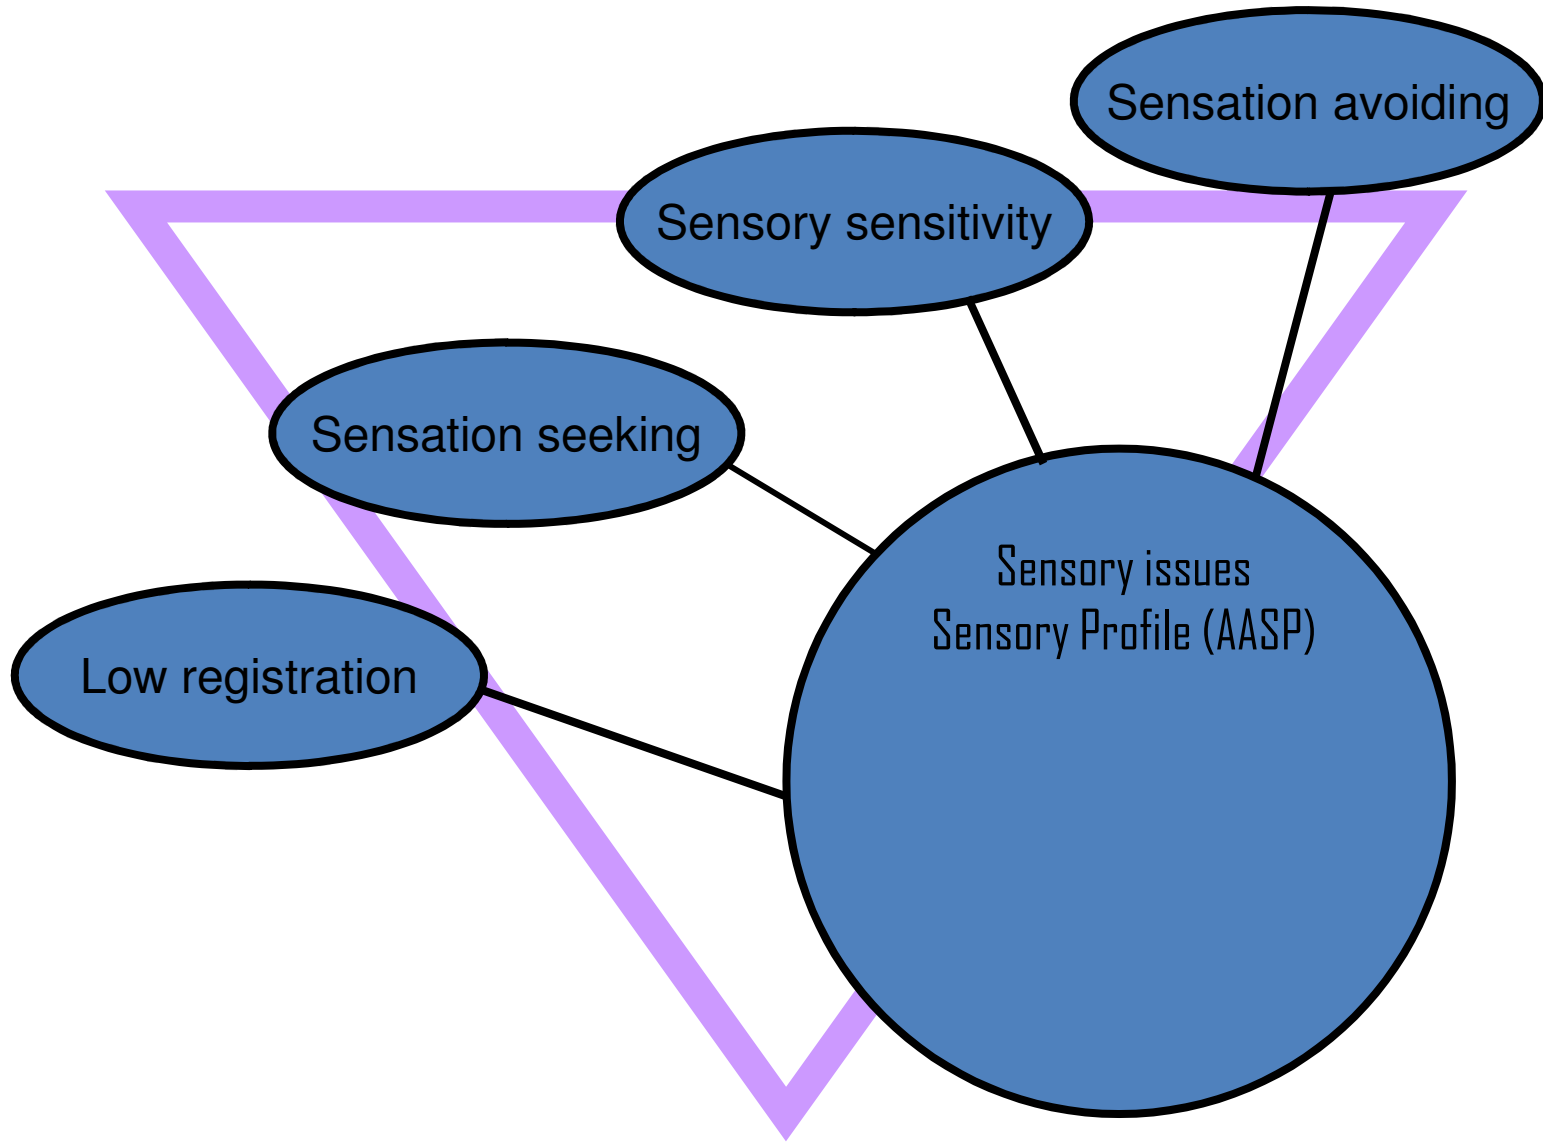 Sensation avoiding
Sensory sensitivity
Sensation seeking
Low registration
Sensory issues
Sensory Profile (AASP)